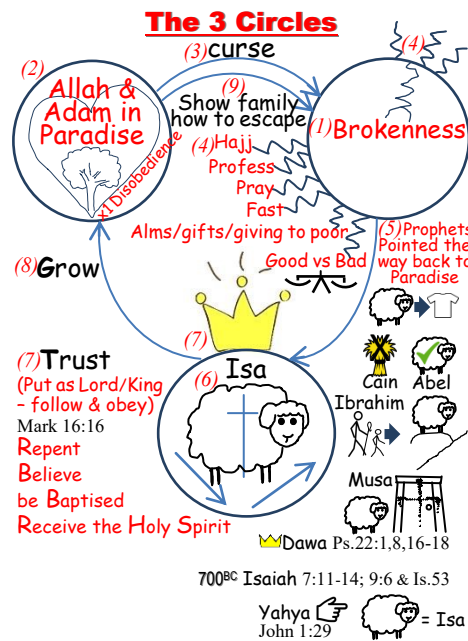 The 3 Circles
(3)curse
(4)
(2)
Allah &
Adam in
Paradise
x1Disobedience
(9)
Show family
how to escape
(1)Brokenness
(4)Hajj
Profess
Pray
Fast
Alms/gifts/giving to poor
Good vs Bad
(5)Prophets
Pointed the
way back to
Paradise
(8)Grow
Cain Abel
(7)
Isa
(6)
(7)Trust
(Put as Lord/King
– follow & obey)
Mark 16:16
Repent
Believe
be Baptised
Receive the Holy Spirit
Ibrahim
Musa
Dawa Ps.22:1,8,16-18
700BC Isaiah 7:11-14; 9:6 & Is.53
Yahya
John 1:29
= Isa